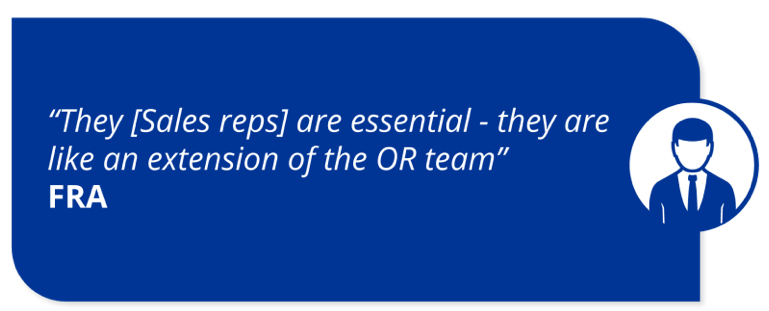 “They [Sales reps] are essential - they are
like an extension of the OR team”
FRA